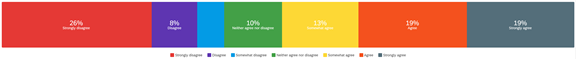 26% 8% 10% 13% 19% 19%
Strongly disagree Disagree Neither agree nor disagree Somewhat agree Agree Strongly agree
Strongly disagree Disagree Somewhat disagree Neither agree nor disagree Somewhat agree Agree Strongly agree